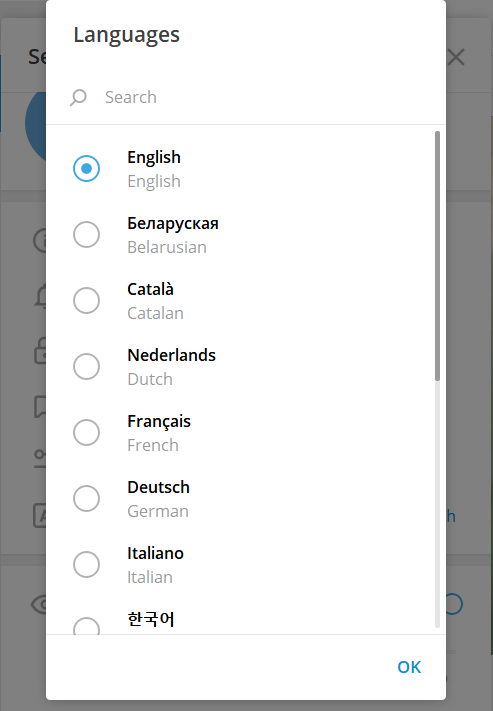 Languages
Search
English
English
Беларуская
Belarusian
Català
Catalan
Nederlands
Dutch
Français
French
Deutsch
German
Italiano
Italian
한국어
OK